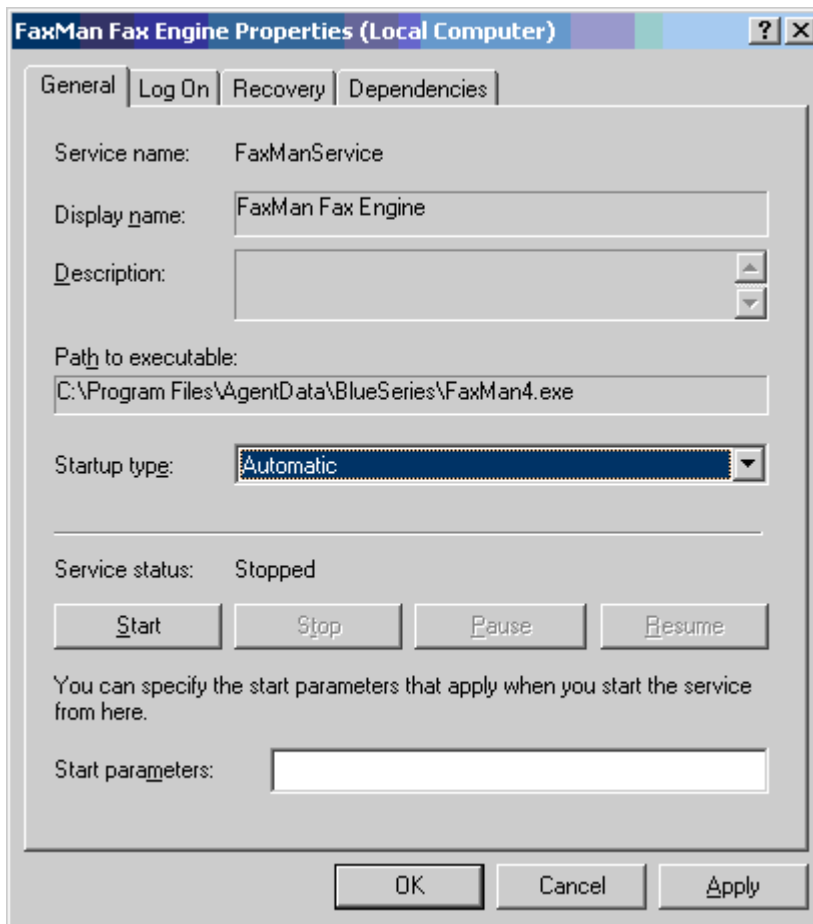 FaxMan Fax Engine Properties (Local Computer)
General Log On Recovery Dependencies
Service name: FaxManService
Display name: FaxMan Fax Engine
Description:
Path to executable:
C:\Program Files\AgentData\BlueSeries\FaxMan4.exe
Startup type: Automatic
Service status: Stopped
Start Stop Pause Resume
You can specify the start parameters that apply when you start the service
from here.
Start parameters:
OK Cancel Apply